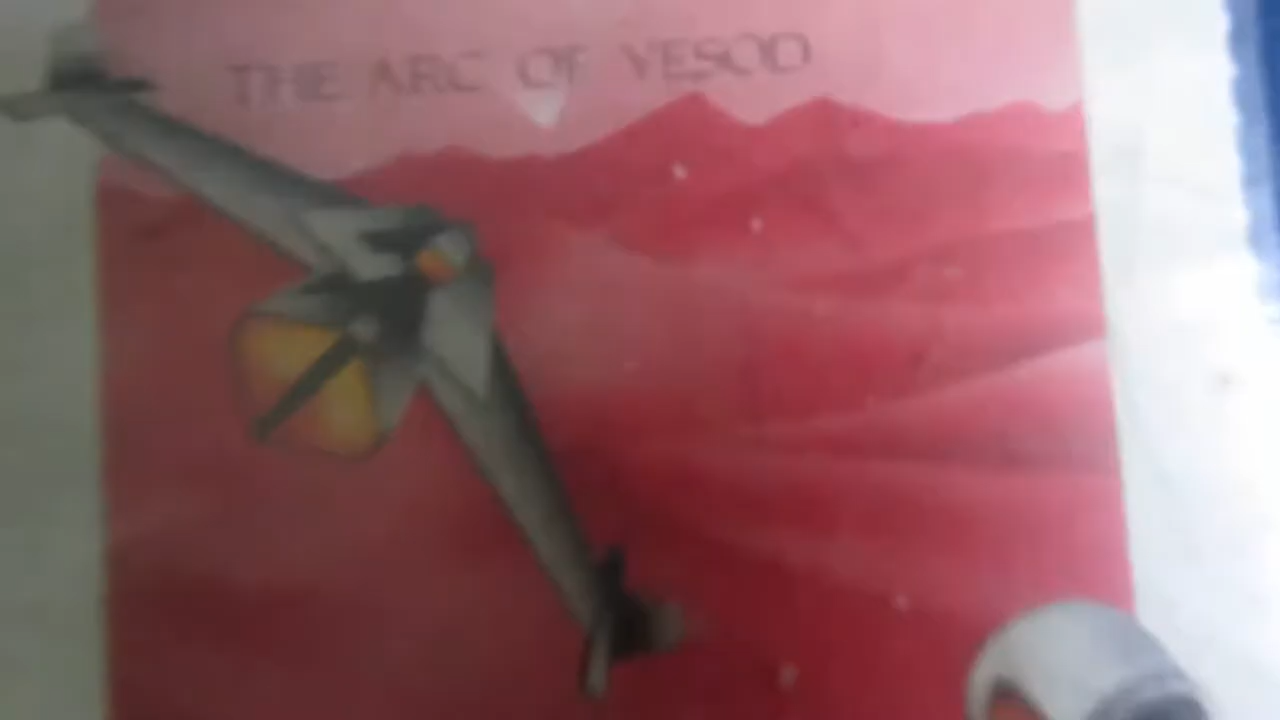 THE ARC OF YESOD